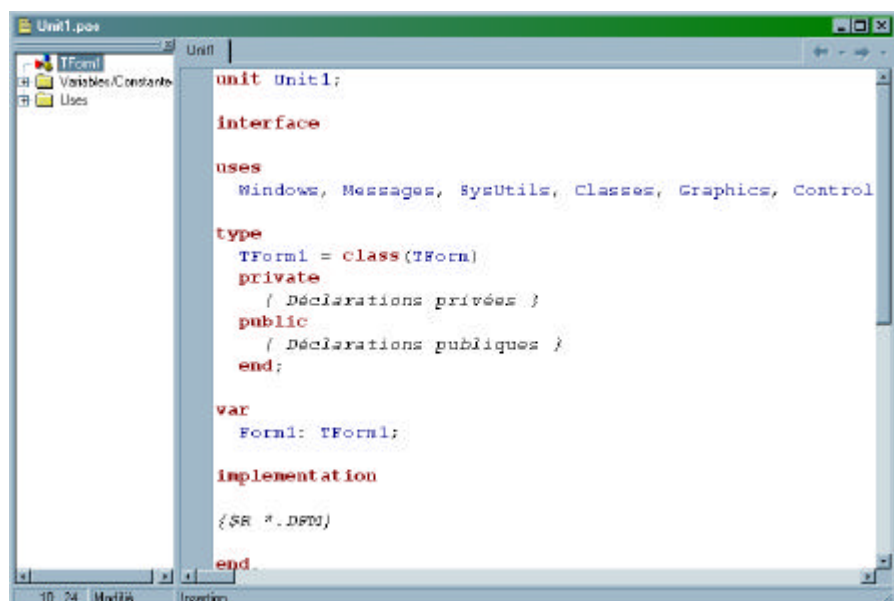 Unit1.pas
TForm1
Variables/Constante
Uses
Unit1
unit Unit1;
interface
uses
Windows, Messages, SysUtils, Classes, Graphics, Control
type
TForm1 = class(TForm)
private
{ Déclarations privées }
public
{ Déclarations publiques }
end;
var
Form1: TForm1;
implementation
{$R *.DFM}
end.
10: 24 Modifié Insertion